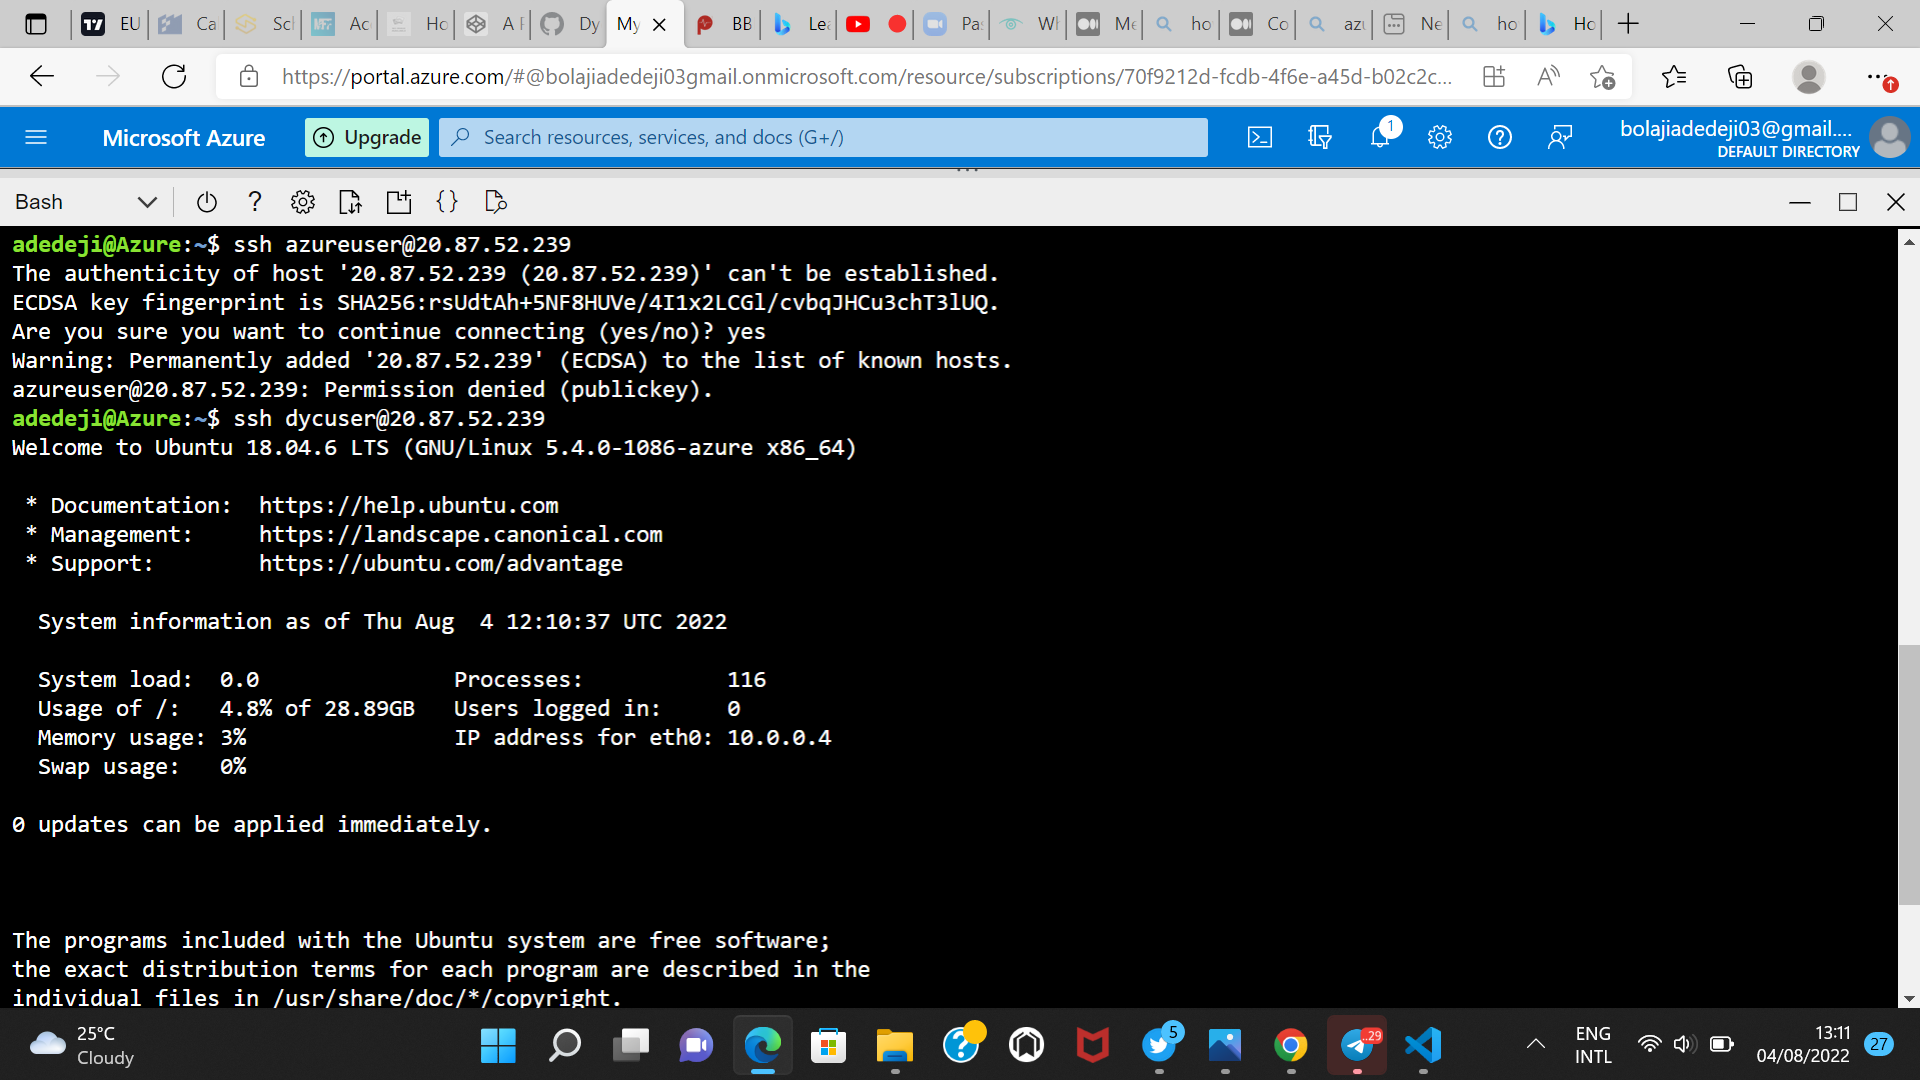 EU
Ca
Sch
Ac
Ho
A F
Dy
My
BB
Lea
Pas
Wh
Me
ho
Co
azu
Ne
ho
Ho
https://portal.azure.com/#@bolajiadedeji03gmail.onmicrosoft.com/resource/subscriptions/70f9212d-fcdb-4f6e-a45d-b02c2c...
Microsoft Azure
Upgrade
Search resources, services, and docs (G+/)
1
bolajiadedeji03@gmail....
DEFAULT DIRECTORY
Bash
adedeji@Azure:~$ ssh azureuser@20.87.52.239
The authenticity of host '20.87.52.239 (20.87.52.239)' can't be established.
ECDSA key fingerprint is SHA256:rsUdtAh+5NF8HUVe/4I1x2LCGl/cvbqJHCu3chT3lUQ.
Are you sure you want to continue connecting (yes/no)? yes
Warning: Permanently added '20.87.52.239' (ECDSA) to the list of known hosts.
azureuser@20.87.52.239: Permission denied (publickey).
adedeji@Azure:~$ ssh dycuser@20.87.52.239
Welcome to Ubuntu 18.04.6 LTS (GNU/Linux 5.4.0-1086-azure x86_64)
* Documentation:  https://help.ubuntu.com
* Management:     https://landscape.canonical.com
* Support:        https://ubuntu.com/advantage
System information as of Thu Aug  4 12:10:37 UTC 2022
System load:  0.0               Processes:           116
Usage of /:   4.8% of 28.89GB   Users logged in:     0
Memory usage: 3%                IP address for eth0: 10.0.0.4
Swap usage:   0%
0 updates can be applied immediately.
The programs included with the Ubuntu system are free software;
the exact distribution terms for each program are described in the
individual files in /usr/share/doc/*/copyright.
25°C
Cloudy
5
..29
ENG
INTL
13:11
04/08/2022
27